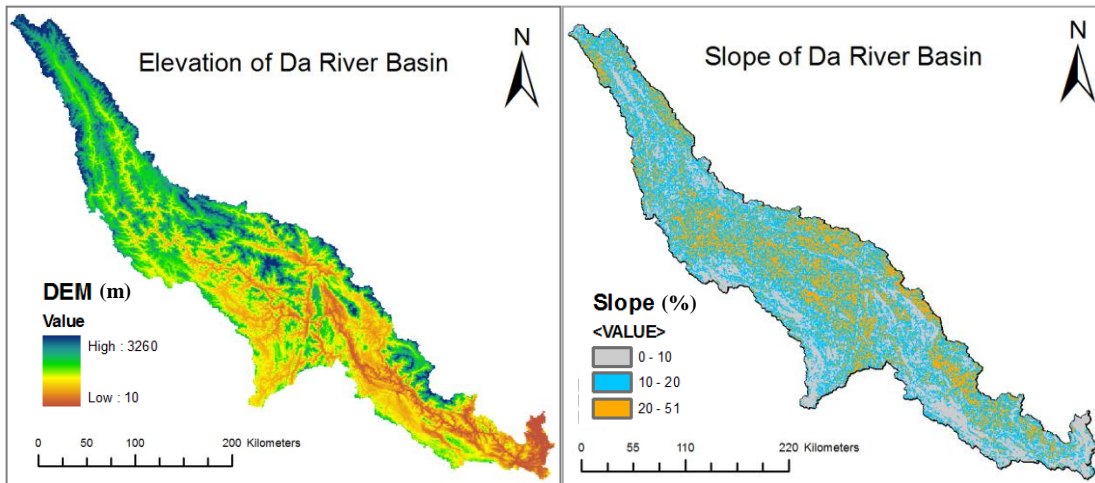 Elevation of Da River Basin
N
DEM (m)
Value
High : 3260
Low : 10
0 50 100 200 Kilometers
Slope of Da River Basin
N
Slope (%)
<VALUE>
0 - 10
10 - 20
20 - 51
0 55 110 220 Kilometers